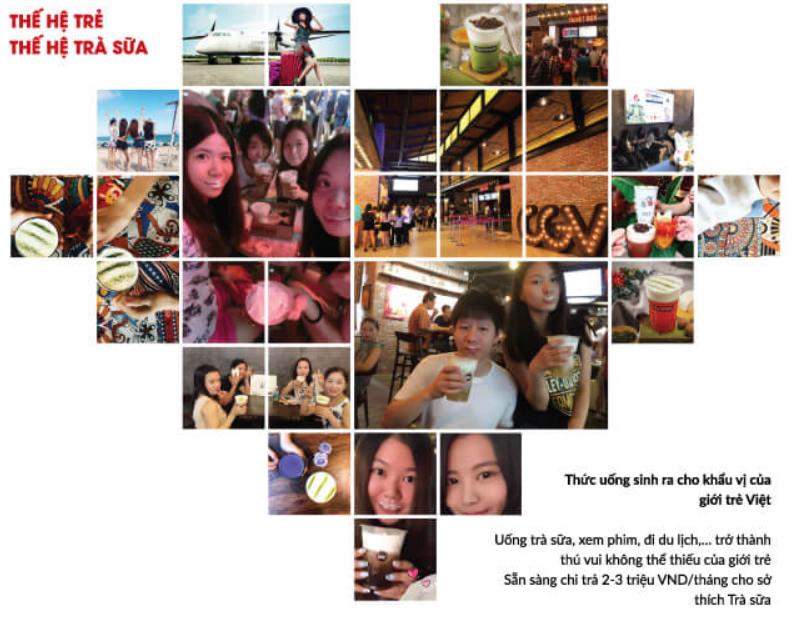 THẾ HỆ TRẺ
THẾ HỆ TRÀ SỮA
TICKET BOX
CGV
Thức uống sinh ra cho khẩu vị của
giới trẻ Việt
Uống trà sữa, xem phim, đi du lịch,... trở thành
thú vui không thể thiếu của giới trẻ
Sẵn sàng chi trả 2-3 triệu VND/tháng cho sở
thích Trà sữa